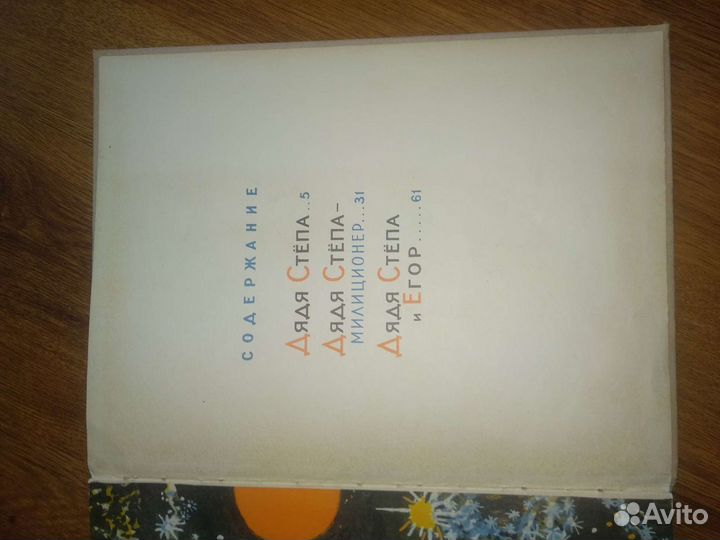 СОДЕРЖАНИЕ
ДЯДЯ СТЁПА...5
ДЯДЯ СТЁПА–
МИЛИЦИОНЕР...31
ДЯДЯ СТЁПА
И ЕГОР......61
Avito